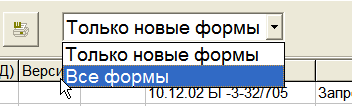 Только новые формы
Только новые формы
Д) Верси
Все формы
10.12.02 БГ-3-32/705 Запр